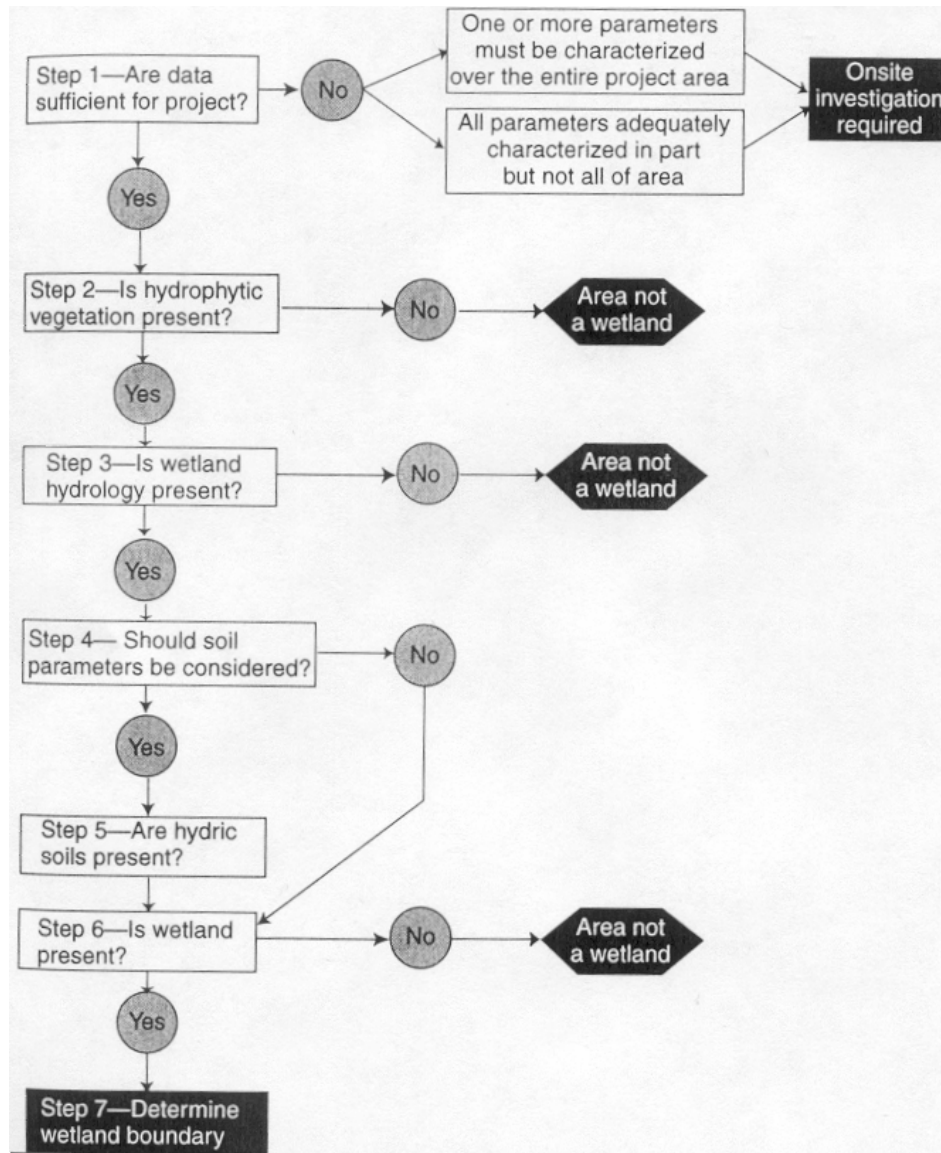 Step 1—Are data
sufficient for project?
No
One or more parameters
must be characterized
over the entire project area
All parameters adequately
characterized in part
but not all of area
Onsite
investigation
required
Yes
Step 2—Is hydrophytic
vegetation present?
No
Area not
a wetland
Yes
Step 3—Is wetland
hydrology present?
No
Area not
a wetland
Yes
Step 4— Should soil
parameters be considered?
No
Yes
Step 5—Are hydric
soils present?
Step 6—Is wetland
present?
No
Area not
a wetland
Yes
Step 7—Determine
wetland boundary